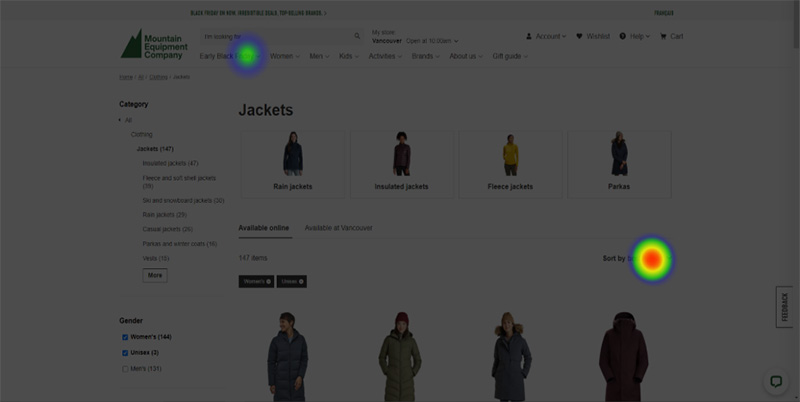 BLACK FRIDAY ON NOW. IRRESISTIBLE DEALS. TOP-SELLING BRANDS. >
FRANÇAIS
Mountain
Equipment
Company
I'm looking for
My store:
Vancouver Open at 10:00am
Account
Wishlist
Help
Cart
Early Black
Women
Men
Kids
Activities
Brands
About us
Gift guide
Home > All > Clothing > Jackets
Category
All
Clothing
Jackets (147)
Insulated jackets (47)
Fleece and soft shell jackets
Ski and snowboard jackets (30)
Rain jackets (29)
Casual jackets (26)
Parkas and winter coats (16)
Vests (15)
More
Gender
Women's (144)
Unisex (3)
Men's (131)
Jackets
Rain jackets
Insulated jackets
Fleece jackets
Parkas
Available online
Available at Vancouver
147 items
Sort by
Women's
Unisex
FEEDBACK